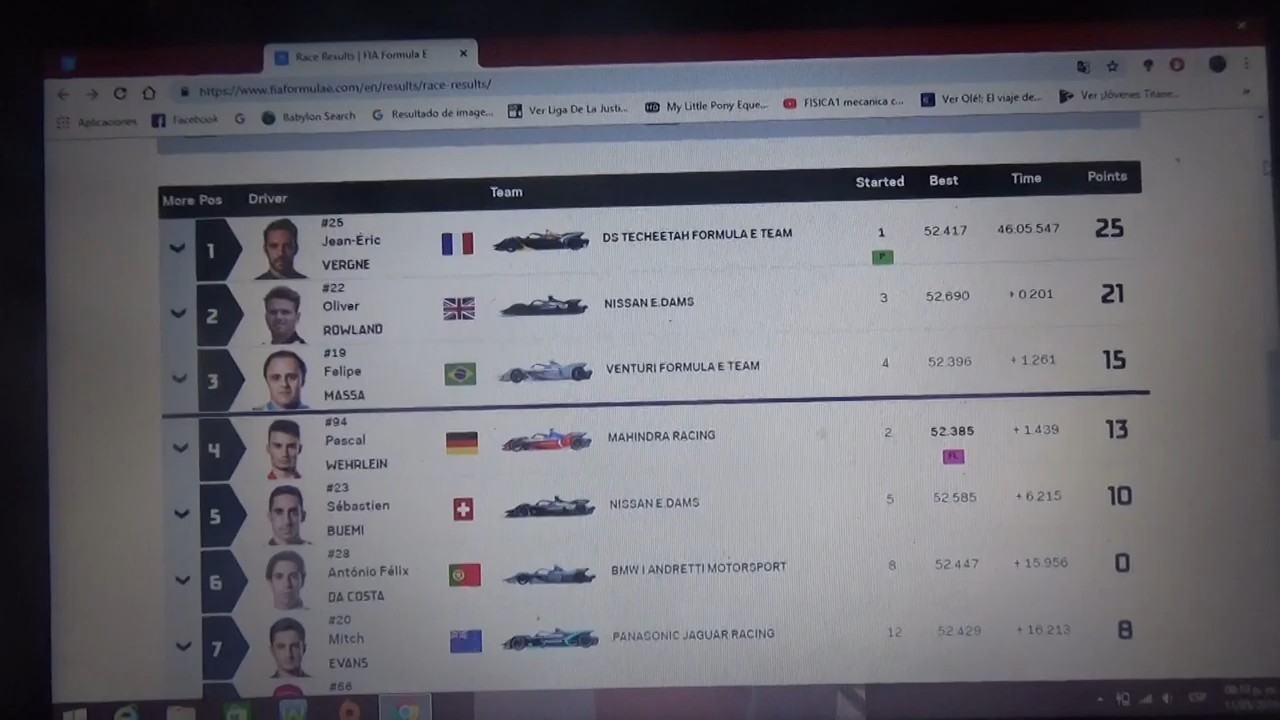 Race Results | FIA Formula E
https://www.fiaformulae.com/en/results/race-results/
Aplicaciones Facebook Babylon Search Resultado de image... Ver Liga De La Justi... My Little Pony Eque... FISICA1 mecanica c... Ver Olé!: El viaje de... Ver ¡Jóvenes Titane...
More Pos Driver Team Started Best Time Points
#25
1 Jean-Éric DS TECHEETAH FORMULA E TEAM 1 52.417 46:05.547 25
VERGNE P
#22
2 Oliver NISSAN E.DAMS 3 52.690 + 0.201 21
ROWLAND
#19
3 Felipe VENTURI FORMULA E TEAM 4 52.396 + 1.261 15
MASSA
#94
4 Pascal MAHINDRA RACING 2 52.385 + 1.439 13
WEHRLEIN FL
#23
5 Sébastien NISSAN E.DAMS 5 52.585 + 6.215 10
BUEMI
#28
6 António Félix BMW I ANDRETTI MOTORSPORT 8 52.447 + 15.956 0
DA COSTA
#20
7 Mitch PANASONIC JAGUAR RACING 12 52.429 + 16.213 8
EVANS
#66
ESP